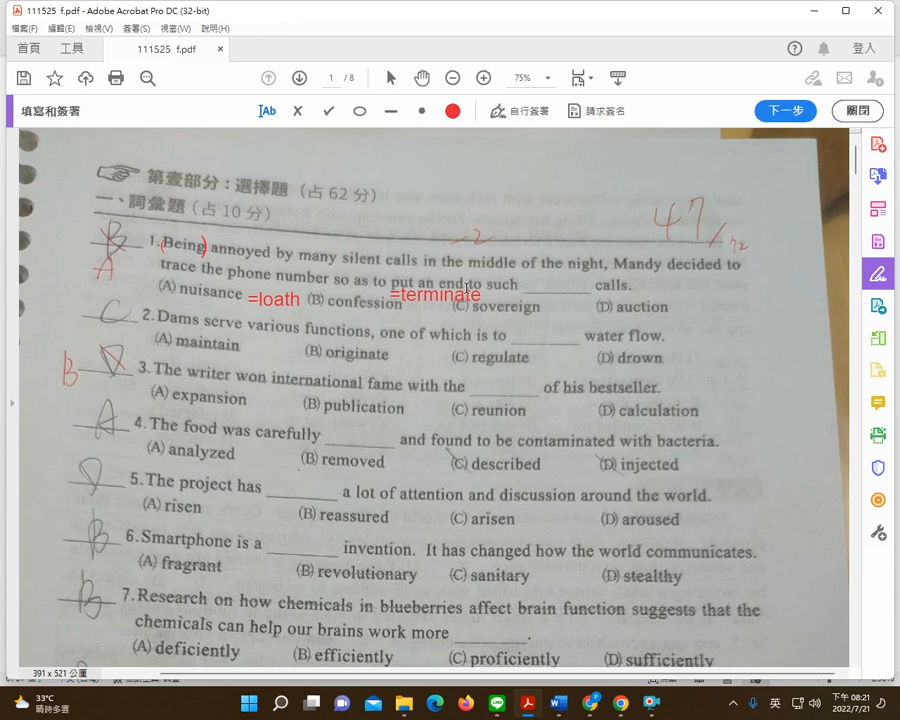 111525 f.pdf - Adobe Acrobat Pro DC (32-bit)
檔案(F) 編輯(E) 檢視(V) 簽署(S) 視窗(W) 說明(H)
首頁 工具 111525 f.pdf × 登入
1 / 8 75%
填寫和簽署 Ab 自行簽署 請求簽名 下一步 關閉
第壹部分:選擇題(占 62 分)
一、詞彙題(占 10 分)
-2
47/72
B A 1. (Being) annoyed by many silent calls in the middle of the night, Mandy decided to
trace the phone number so as to put an end to such ______ calls.
=loath =terminate
(A) nuisance (B) confession (C) sovereign (D) auction
C 2. Dams serve various functions, one of which is to ______ water flow.
(A) maintain (B) originate (C) regulate (D) drown
B D 3. The writer won international fame with the ______ of his bestseller.
(A) expansion (B) publication (C) reunion (D) calculation
A 4. The food was carefully ______ and found to be contaminated with bacteria.
(A) analyzed (B) removed (C) described (D) injected
D 5. The project has ______ a lot of attention and discussion around the world.
(A) risen (B) reassured (C) arisen (D) aroused
B 6. Smartphone is a ______ invention. It has changed how the world communicates.
(A) fragrant (B) revolutionary (C) sanitary (D) stealthy
B 7. Research on how chemicals in blueberries affect brain function suggests that the
chemicals can help our brains work more ______.
(A) deficiently (B) efficiently (C) proficiently (D) sufficiently
391 x 521 公釐
33°C
晴時多雲
英
下午 08:21
2022/7/21